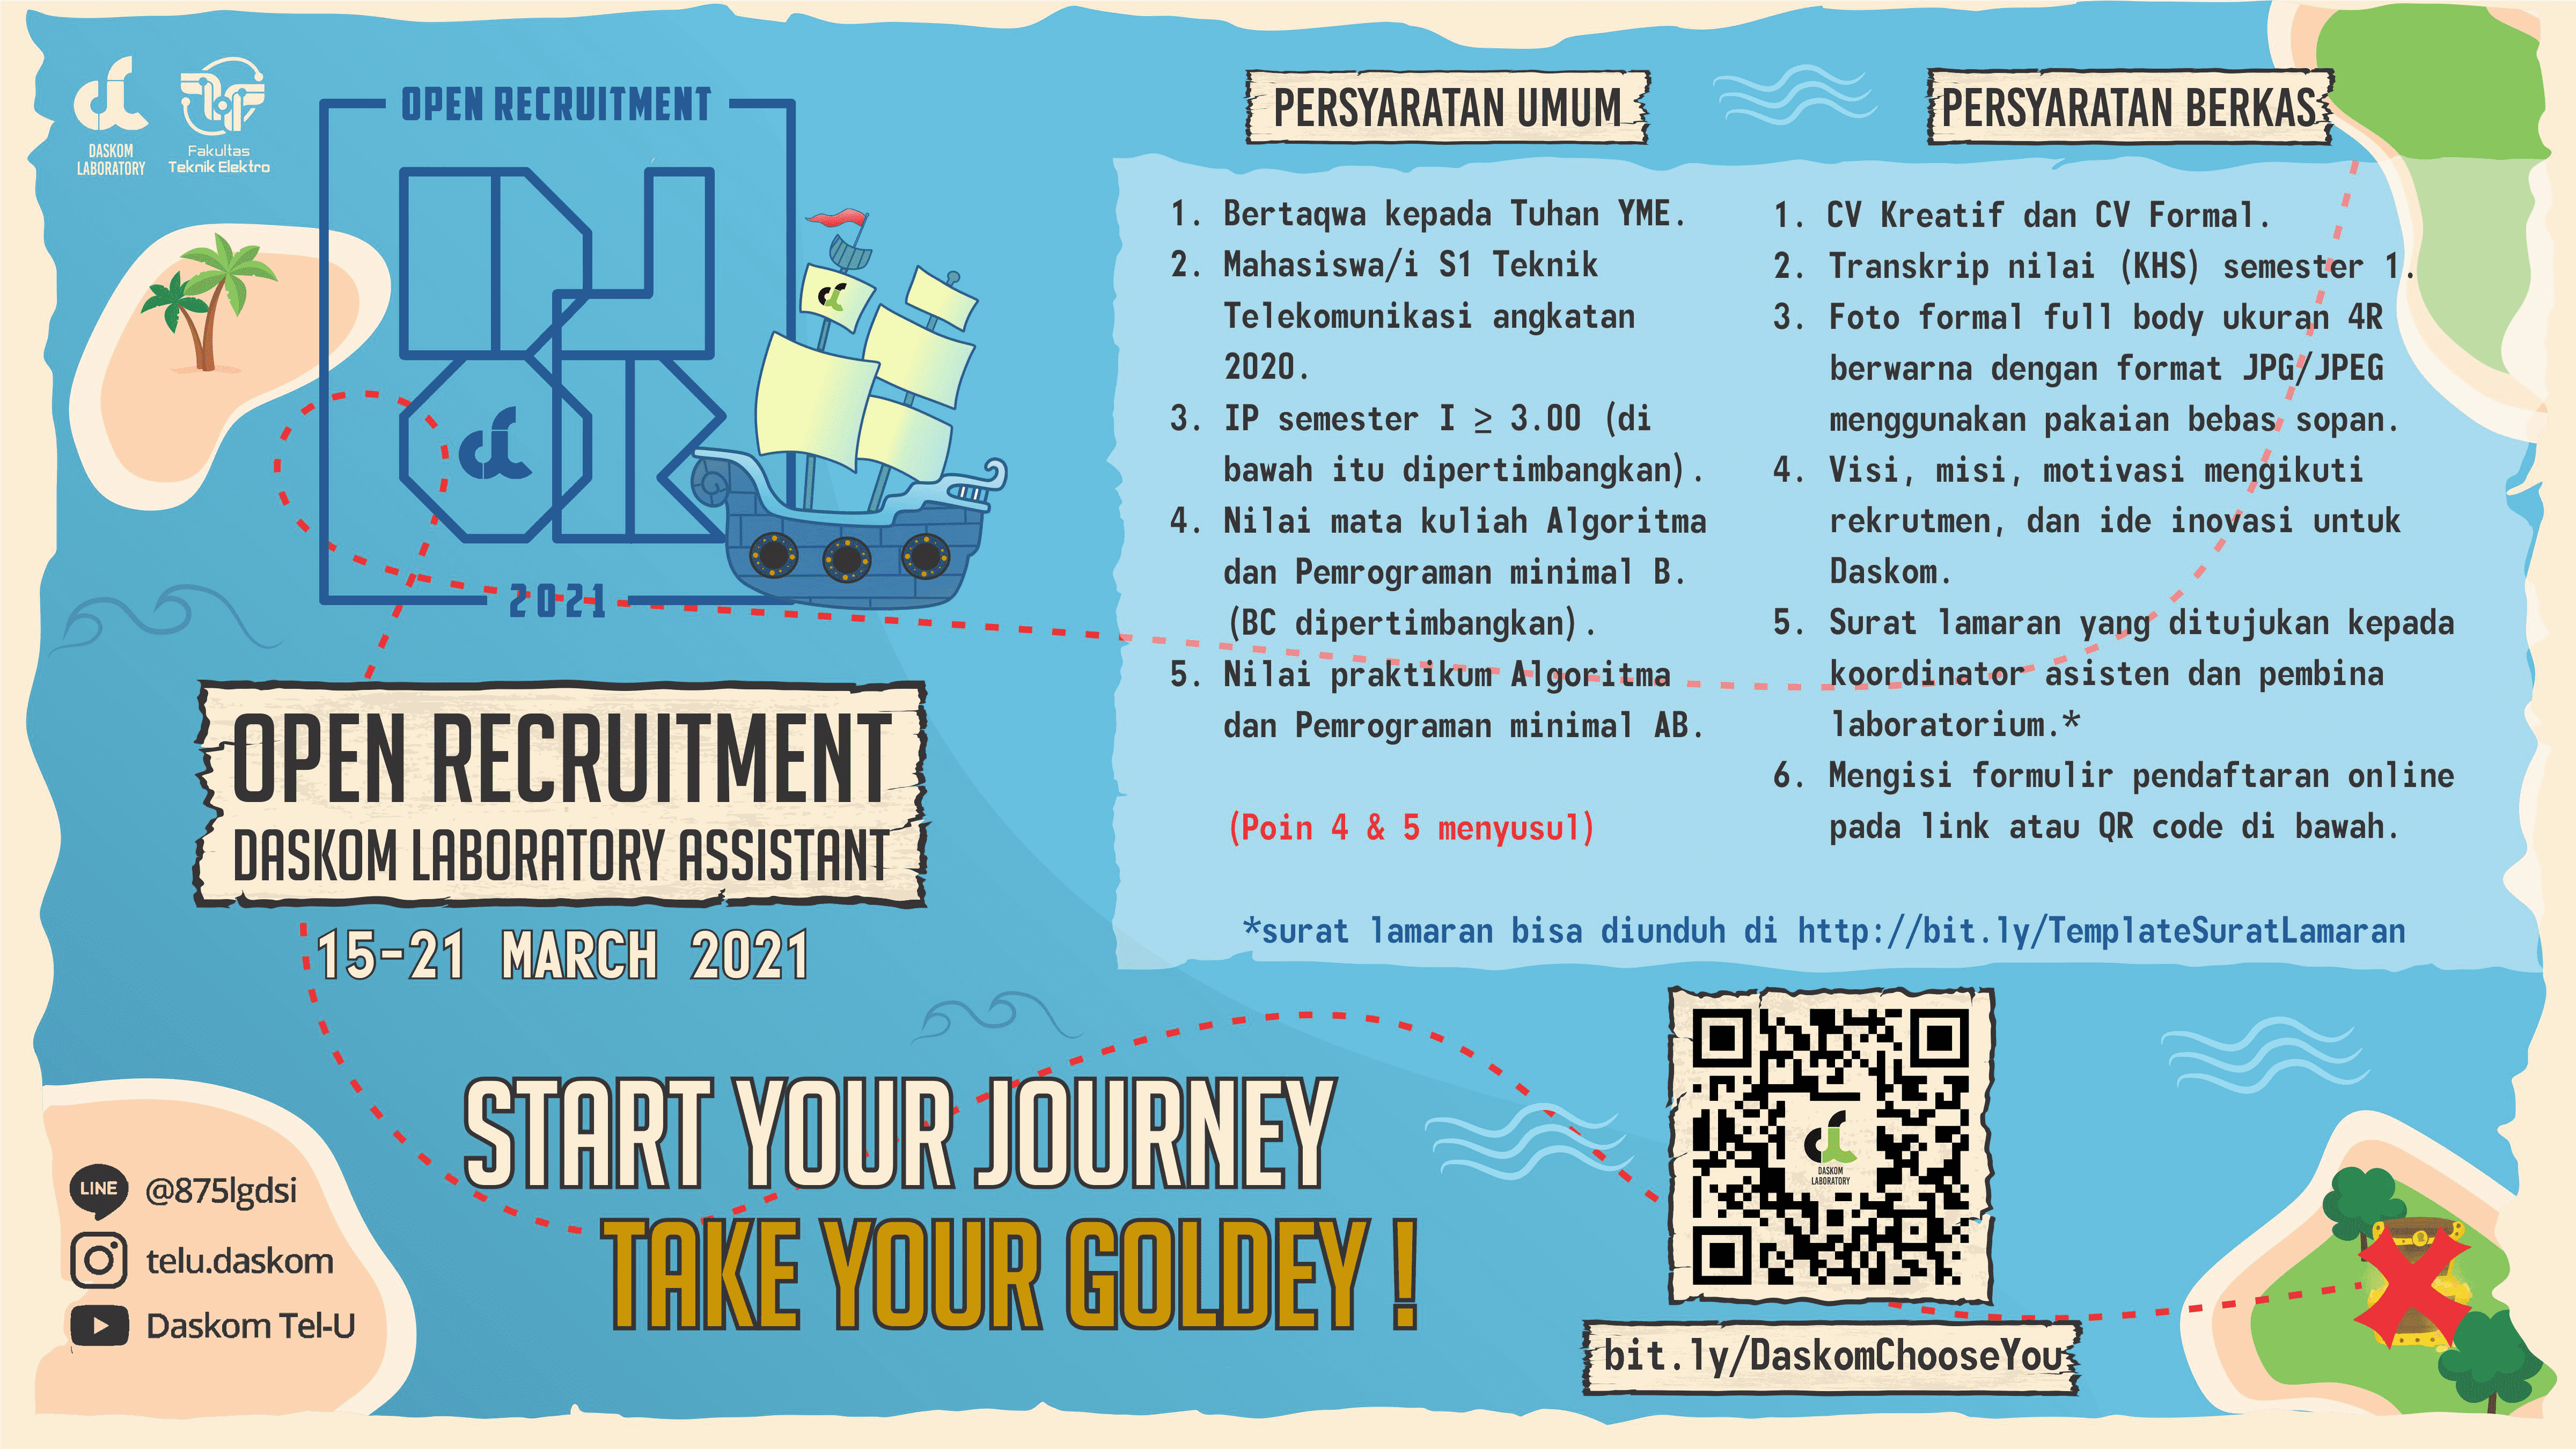 DASKOM
LABORATORY
Fakultas
Teknik Elektro
OPEN RECRUITMENT
2021
OPEN RECRUITMENT
DASKOM LABORATORY ASSISTANT
15-21 MARCH 2021
START YOUR JOURNEY
TAKE YOUR GOLDEY !
LINE @875lgdsi
telu.daskom
Daskom Tel-U
PERSYARATAN UMUM
1. Bertaqwa kepada Tuhan YME.
2. Mahasiswa/i S1 Teknik
Telekomunikasi angkatan
2020.
3. IP semester I ≥ 3.00 (di
bawah itu dipertimbangkan).
4. Nilai mata kuliah Algoritma
dan Pemrograman minimal B.
(BC dipertimbangkan).
5. Nilai praktikum Algoritma
dan Pemrograman minimal AB.
(Poin 4 & 5 menyusul)
PERSYARATAN BERKAS
1. CV Kreatif dan CV Formal.
2. Transkrip nilai (KHS) semester 1.
3. Foto formal full body ukuran 4R
berwarna dengan format JPG/JPEG
menggunakan pakaian bebas sopan.
4. Visi, misi, motivasi mengikuti
rekrutmen, dan ide inovasi untuk
Daskom.
5. Surat lamaran yang ditujukan kepada
koordinator asisten dan pembina
laboratorium.*
6. Mengisi formulir pendaftaran online
pada link atau QR code di bawah.
*surat lamaran bisa diunduh di http://bit.ly/TemplateSuratLamaran
DASKOM
LABORATORY
bit.ly/DaskomChooseYou